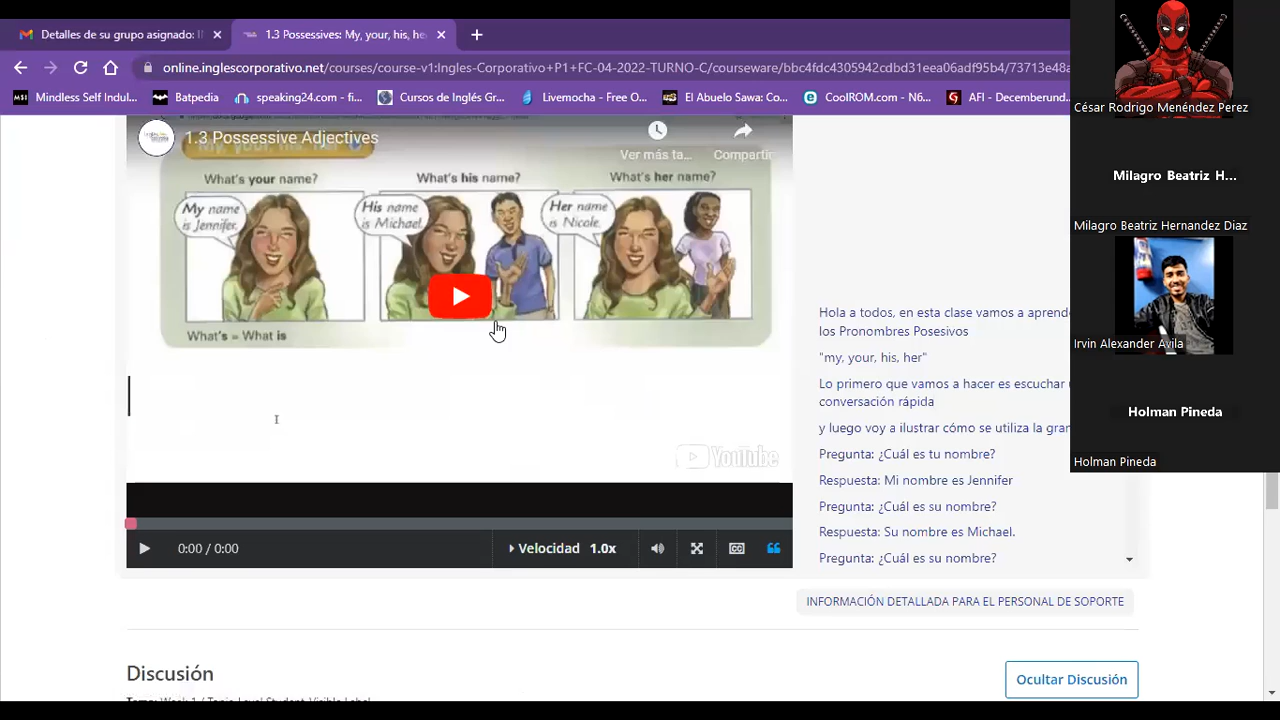 Detalles de su grupo asignado: I
1.3 Possessives: My, your, his, he
online.inglescorporativo.net/courses/course-v1:Ingles-Corporativo+P1+FC-04-2022-TURNO-C/courseware/bbc4fdc4305942cdbd31eea06adf95b4/73713e48a
Mindless Self Indul...
Batpedia
speaking24.com - fi...
Cursos de Inglés Gr...
Livemocha - Free O...
El Abuelo Sawa: Co...
CoolROM.com - N6...
AFI - Decemberund...
1.3 Possessive Adjectives
Ver más ta...
Compartir
What's your name?
What's his name?
What's her name?
My name
is Jennifer.
His name
is Michael.
Her name
is Nicole.
What's = What is
YouTube
0:00 / 0:00
Velocidad 1.0x
Hola a todos, en esta clase vamos a aprend
los Pronombres Posesivos
"my, your, his, her"
Lo primero que vamos a hacer es escuchar
conversación rápida
y luego voy a ilustrar cómo se utiliza la gra
Pregunta: ¿Cuál es tu nombre?
Respuesta: Mi nombre es Jennifer
Pregunta: ¿Cuál es su nombre?
Respuesta: Su nombre es Michael.
Pregunta: ¿Cuál es su nombre?
INFORMACIÓN DETALLADA PARA EL PERSONAL DE SOPORTE
Discusión
Ocultar Discusión
César Rodrigo Menéndez Perez
Milagro Beatriz H...
Milagro Beatriz Hernandez Diaz
Irvin Alexander Avila
Holman Pineda
Holman Pineda